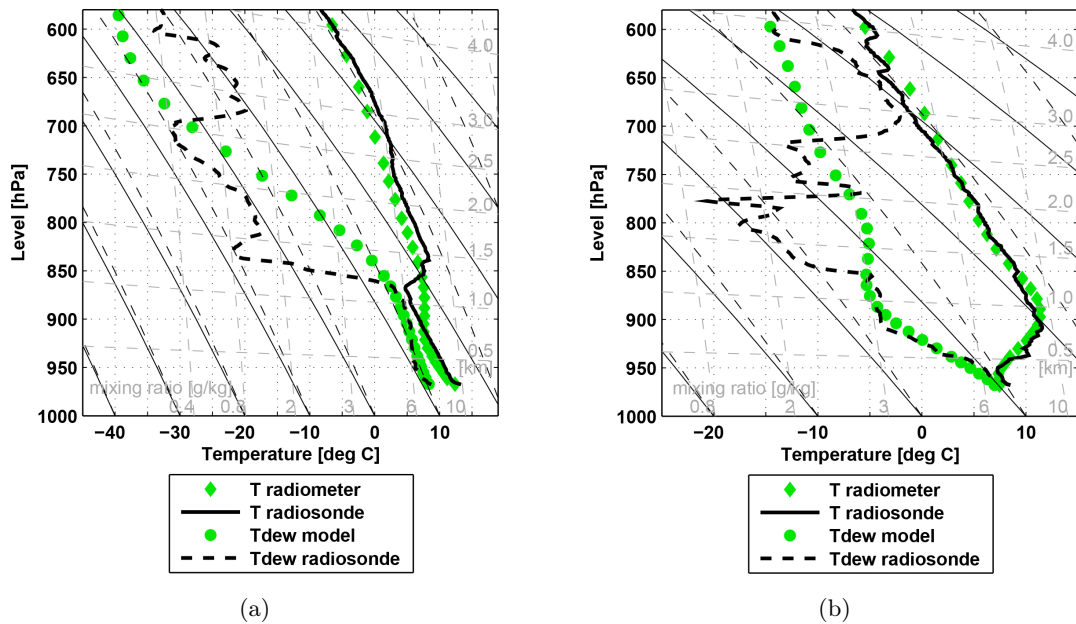 600
650
700
750
800
850
900
950
1000
Level [hPa]
4.0
3.0
2.5
2.0
1.5
1.0
0.5
[km]
mixing ratio [g/kg]
0.4 0.8 2 3 6 10
−40 −30 −20 −10 0 10
Temperature [deg C]
T radiometer
T radiosonde
Tdew model
Tdew radiosonde
(a)
600
650
700
750
800
850
900
950
1000
Level [hPa]
4.0
3.0
2.5
2.0
1.5
1.0
0.5
[km]
mixing ratio [g/kg]
0.8 2 3 6 10
−20 −10 0 10
Temperature [deg C]
T radiometer
T radiosonde
Tdew model
Tdew radiosonde
(b)